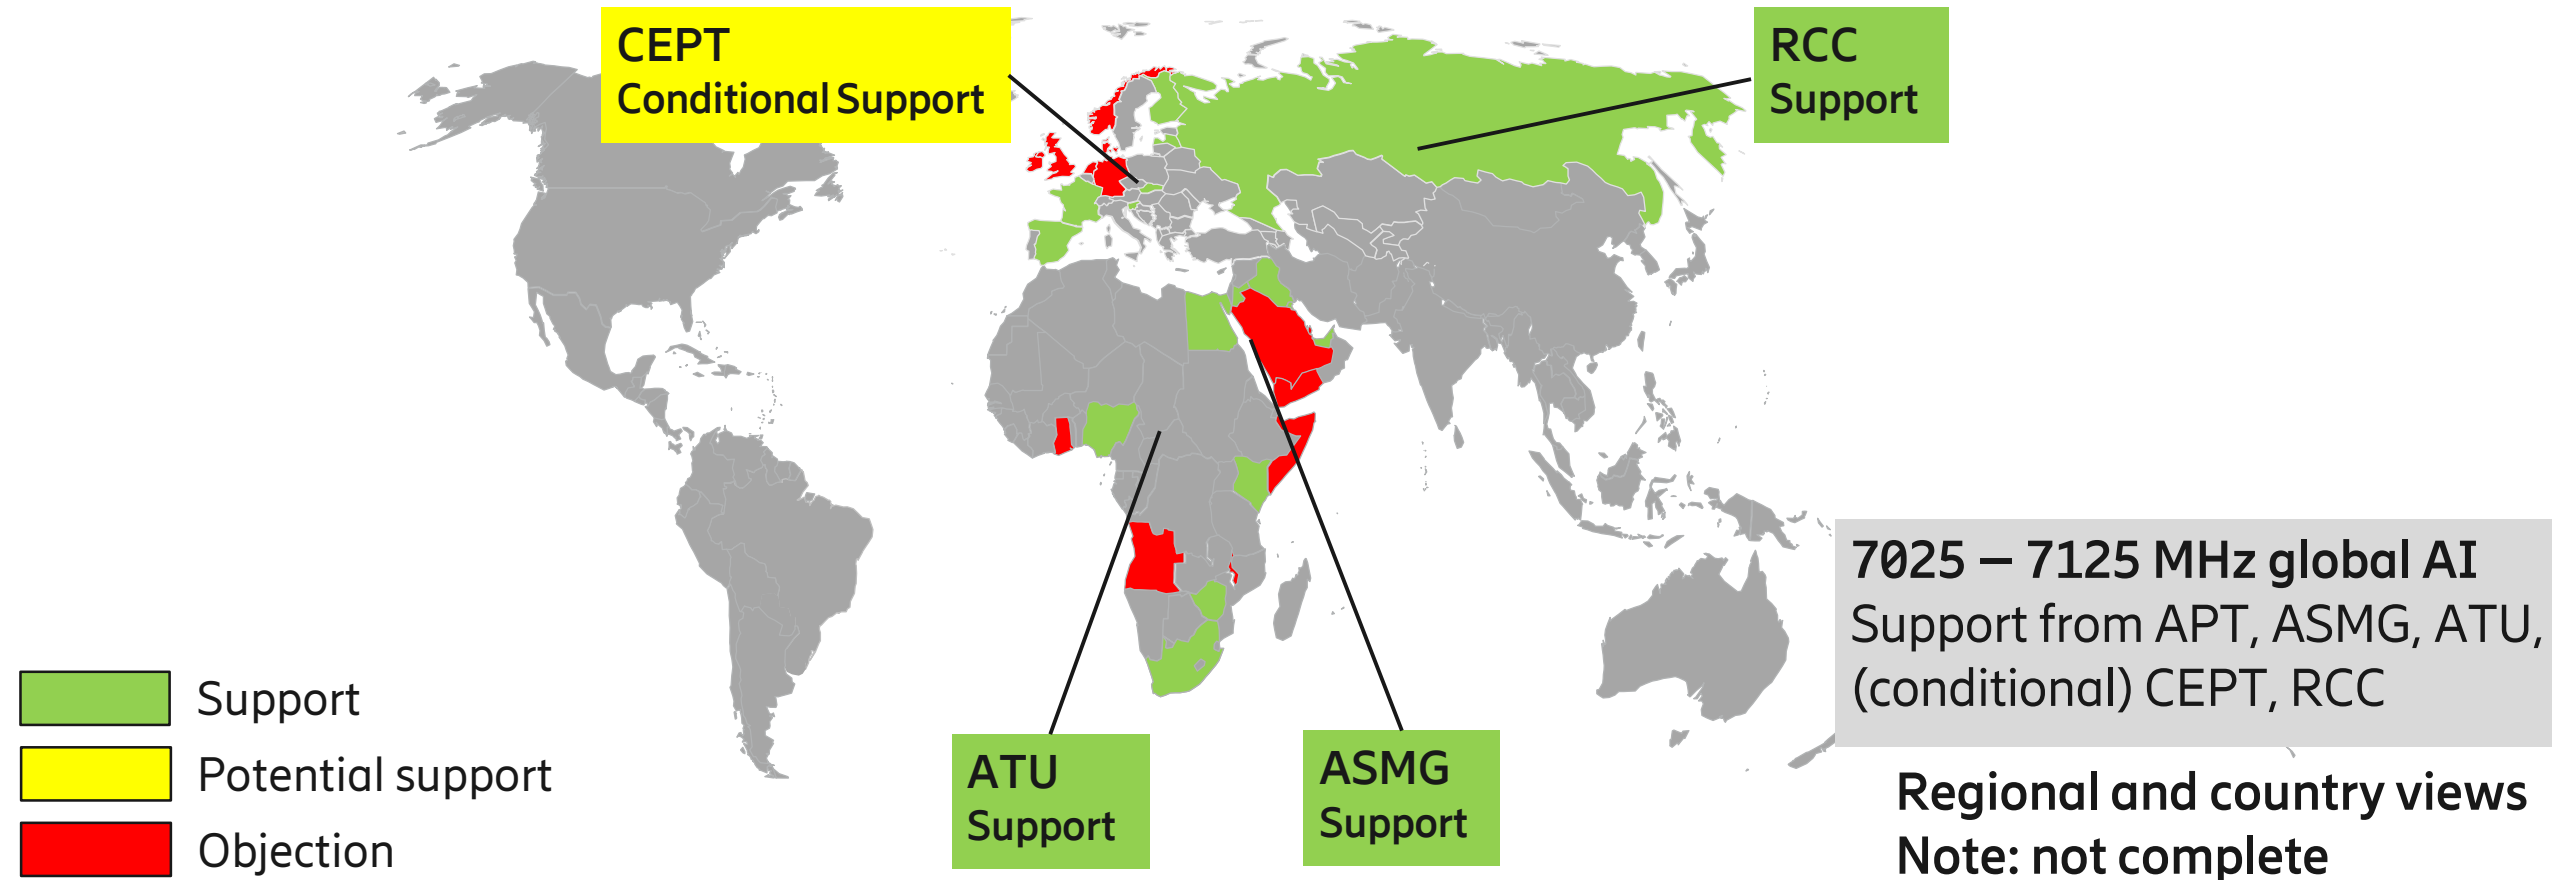 CEPT
Conditional Support
RCC
Support
7025 – 7125 MHz global AI
Support from APT, ASMG, ATU,
(conditional) CEPT, RCC
Support
Potential support
Objection
ATU
Support
ASMG
Support
Regional and country views
Note: not complete